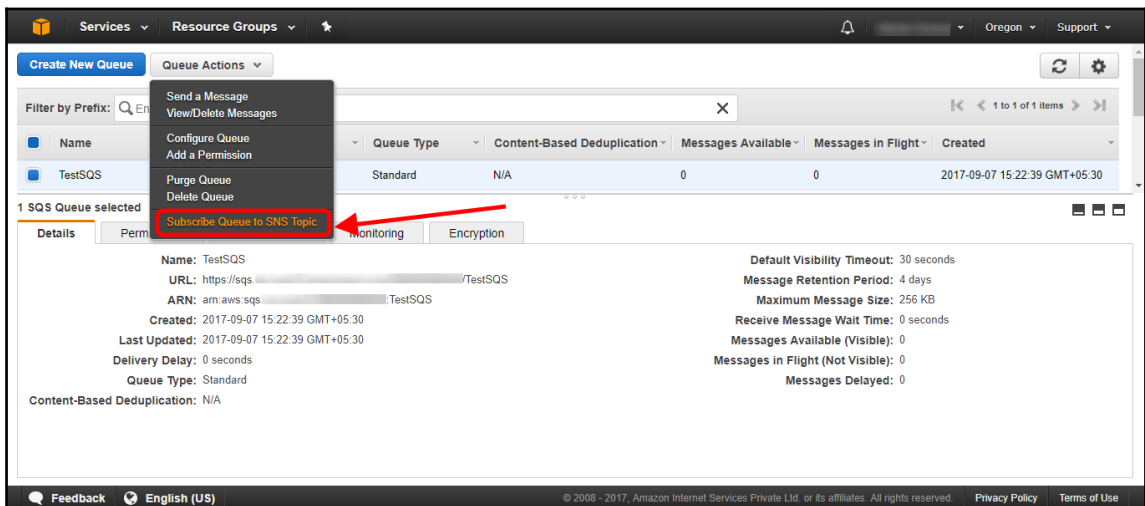 Services Resource Groups Oregon Support
Create New Queue Queue Actions
Filter by Prefix: En 1 to 1 of 1 items
Send a Message
View/Delete Messages
Configure Queue
Add a Permission
Purge Queue
Delete Queue
Subscribe Queue to SNS Topic
Name Queue Type Content-Based Deduplication Messages Available Messages in Flight Created
TestSQS Standard N/A 0 0 2017-09-07 15:22:39 GMT+05:30
1 SQS Queue selected
Details Perm Monitoring Encryption
Name: TestSQS Default Visibility Timeout: 30 seconds
URL: https://sqs. /TestSQS Message Retention Period: 4 days
ARN: arn:aws:sqs :TestSQS Maximum Message Size: 256 KB
Created: 2017-09-07 15:22:39 GMT+05:30 Receive Message Wait Time: 0 seconds
Last Updated: 2017-09-07 15:22:39 GMT+05:30 Messages Available (Visible): 0
Delivery Delay: 0 seconds Messages in Flight (Not Visible): 0
Queue Type: Standard Messages Delayed: 0
Content-Based Deduplication: N/A
Feedback English (US) © 2008 - 2017, Amazon Internet Services Private Ltd. or its affiliates. All rights reserved. Privacy Policy Terms of Use